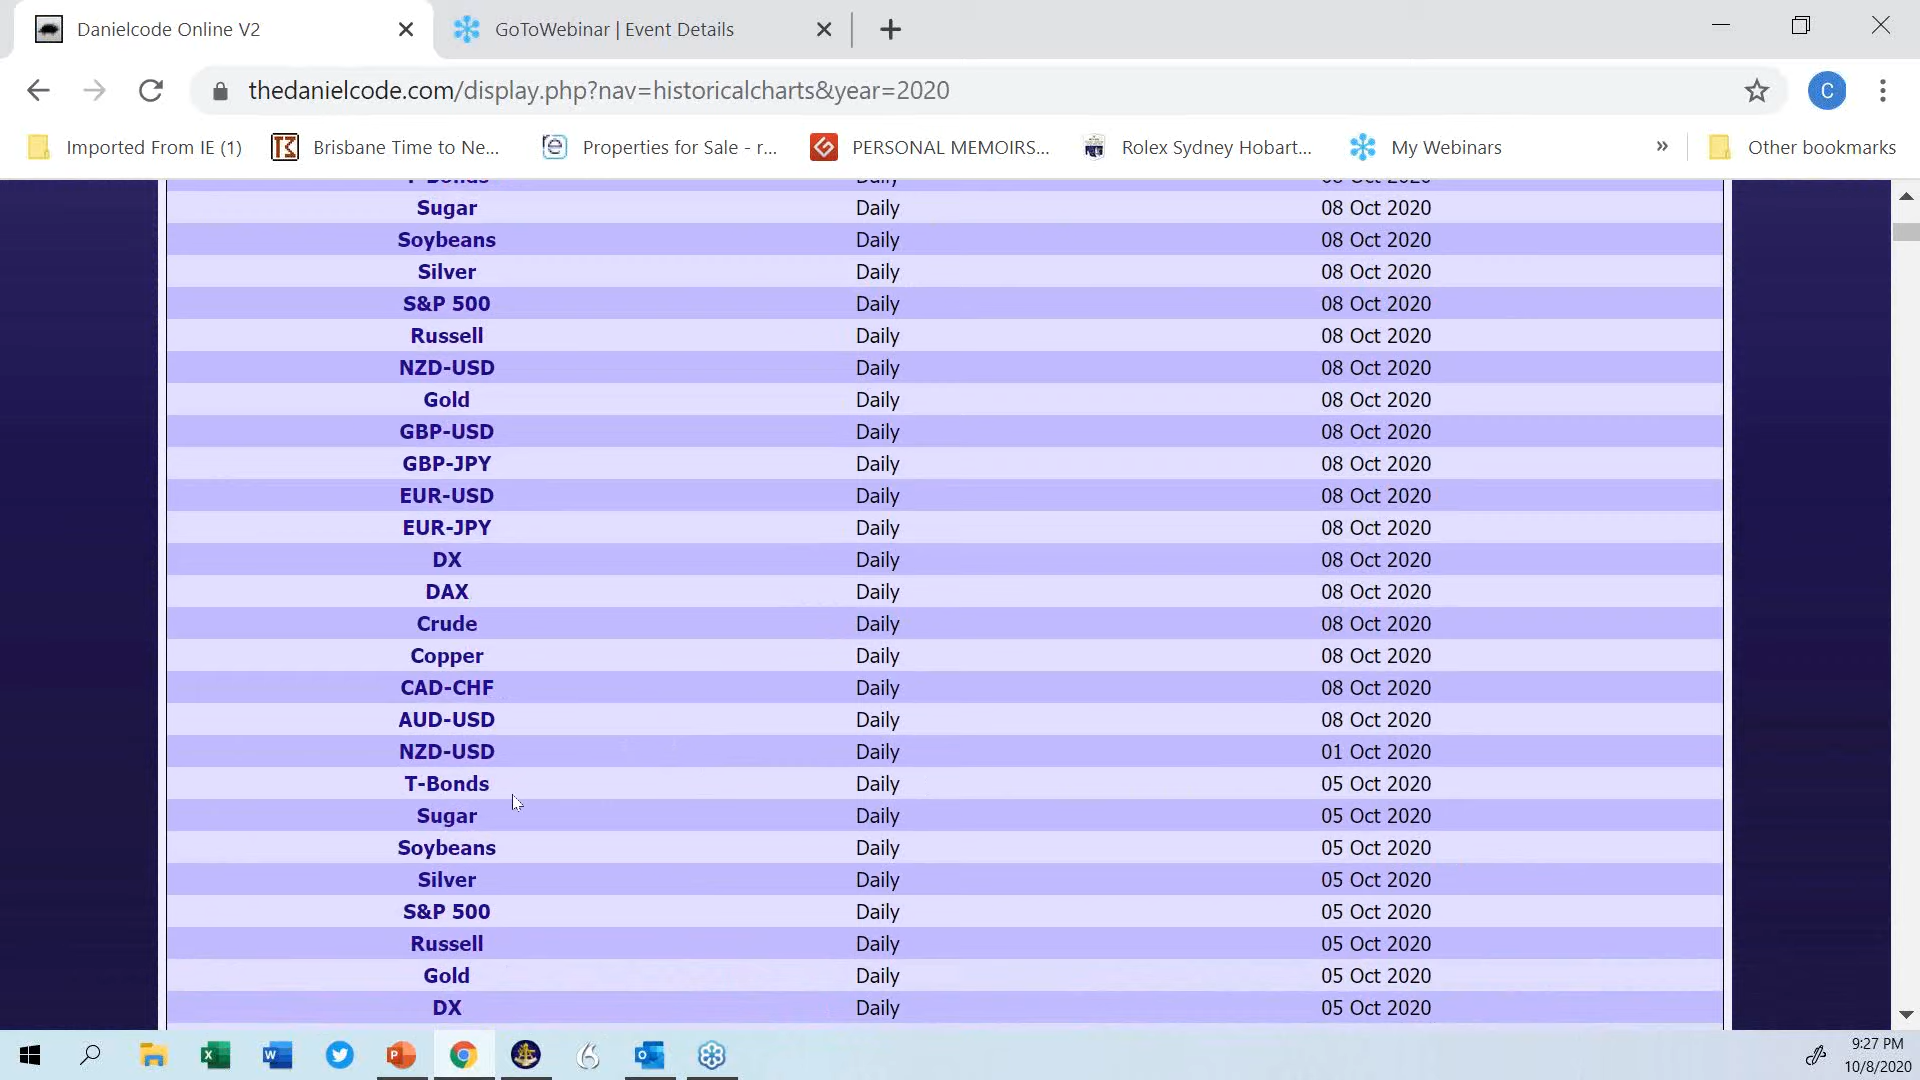 Danielcode Online V2
GoToWebinar | Event Details
thedanielcode.com/display.php?nav=historicalcharts&year=2020
C
Imported From IE (1)
Brisbane Time to Ne...
Properties for Sale - r...
PERSONAL MEMOIRS...
Rolex Sydney Hobart...
My Webinars
»
Other bookmarks
T-Bonds Daily 08 Oct 2020
Sugar Daily 08 Oct 2020
Soybeans Daily 08 Oct 2020
Silver Daily 08 Oct 2020
S&P 500 Daily 08 Oct 2020
Russell Daily 08 Oct 2020
NZD-USD Daily 08 Oct 2020
Gold Daily 08 Oct 2020
GBP-USD Daily 08 Oct 2020
GBP-JPY Daily 08 Oct 2020
EUR-USD Daily 08 Oct 2020
EUR-JPY Daily 08 Oct 2020
DX Daily 08 Oct 2020
DAX Daily 08 Oct 2020
Crude Daily 08 Oct 2020
Copper Daily 08 Oct 2020
CAD-CHF Daily 08 Oct 2020
AUD-USD Daily 08 Oct 2020
NZD-USD Daily 01 Oct 2020
T-Bonds Daily 05 Oct 2020
Sugar Daily 05 Oct 2020
Soybeans Daily 05 Oct 2020
Silver Daily 05 Oct 2020
S&P 500 Daily 05 Oct 2020
Russell Daily 05 Oct 2020
Gold Daily 05 Oct 2020
DX Daily 05 Oct 2020
9:27 PM
10/8/2020